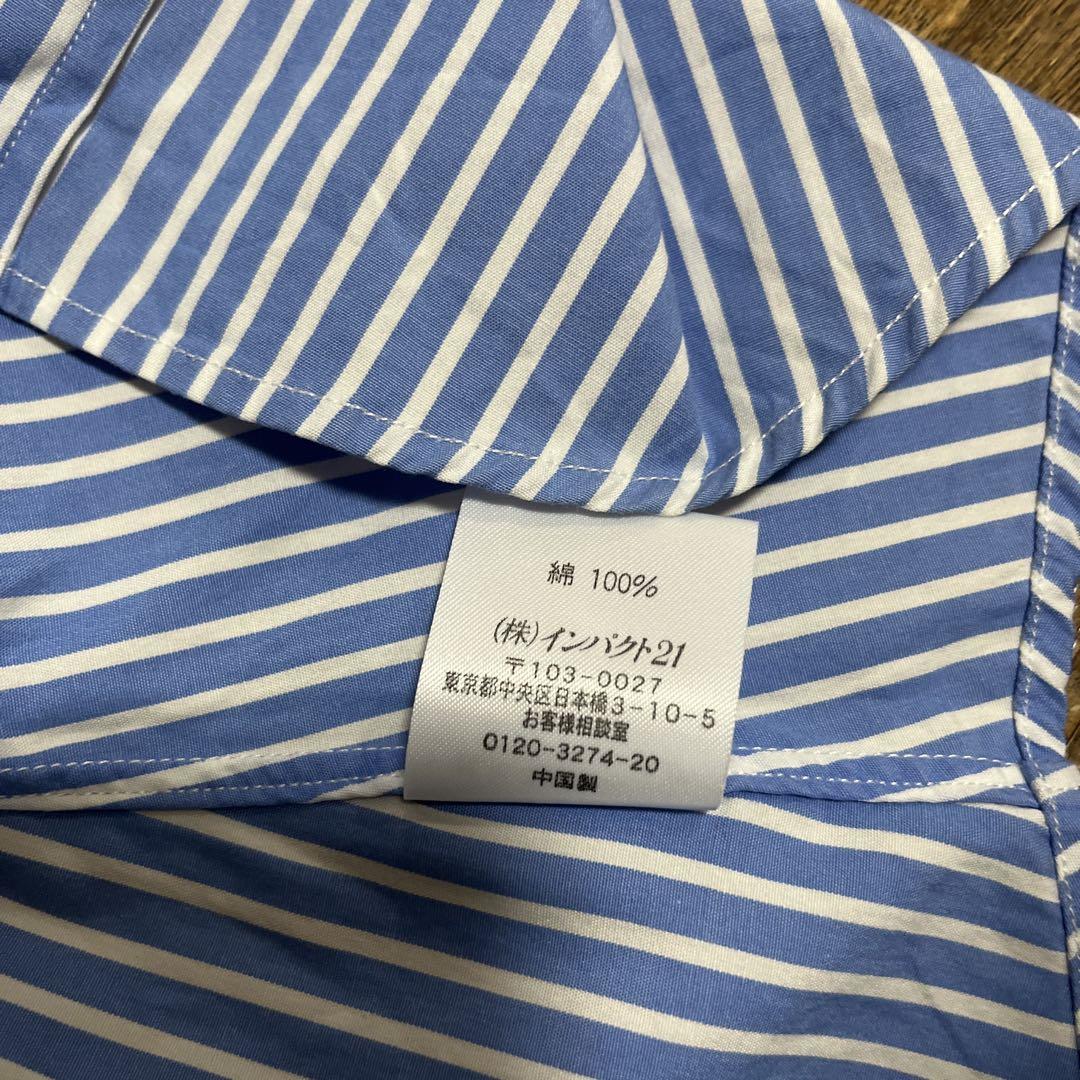 綿 100%
(株)インパクト21
〒103-0027
東京都中央区日本橋3-10-5
お客様相談室
0120-3274-20
中国製